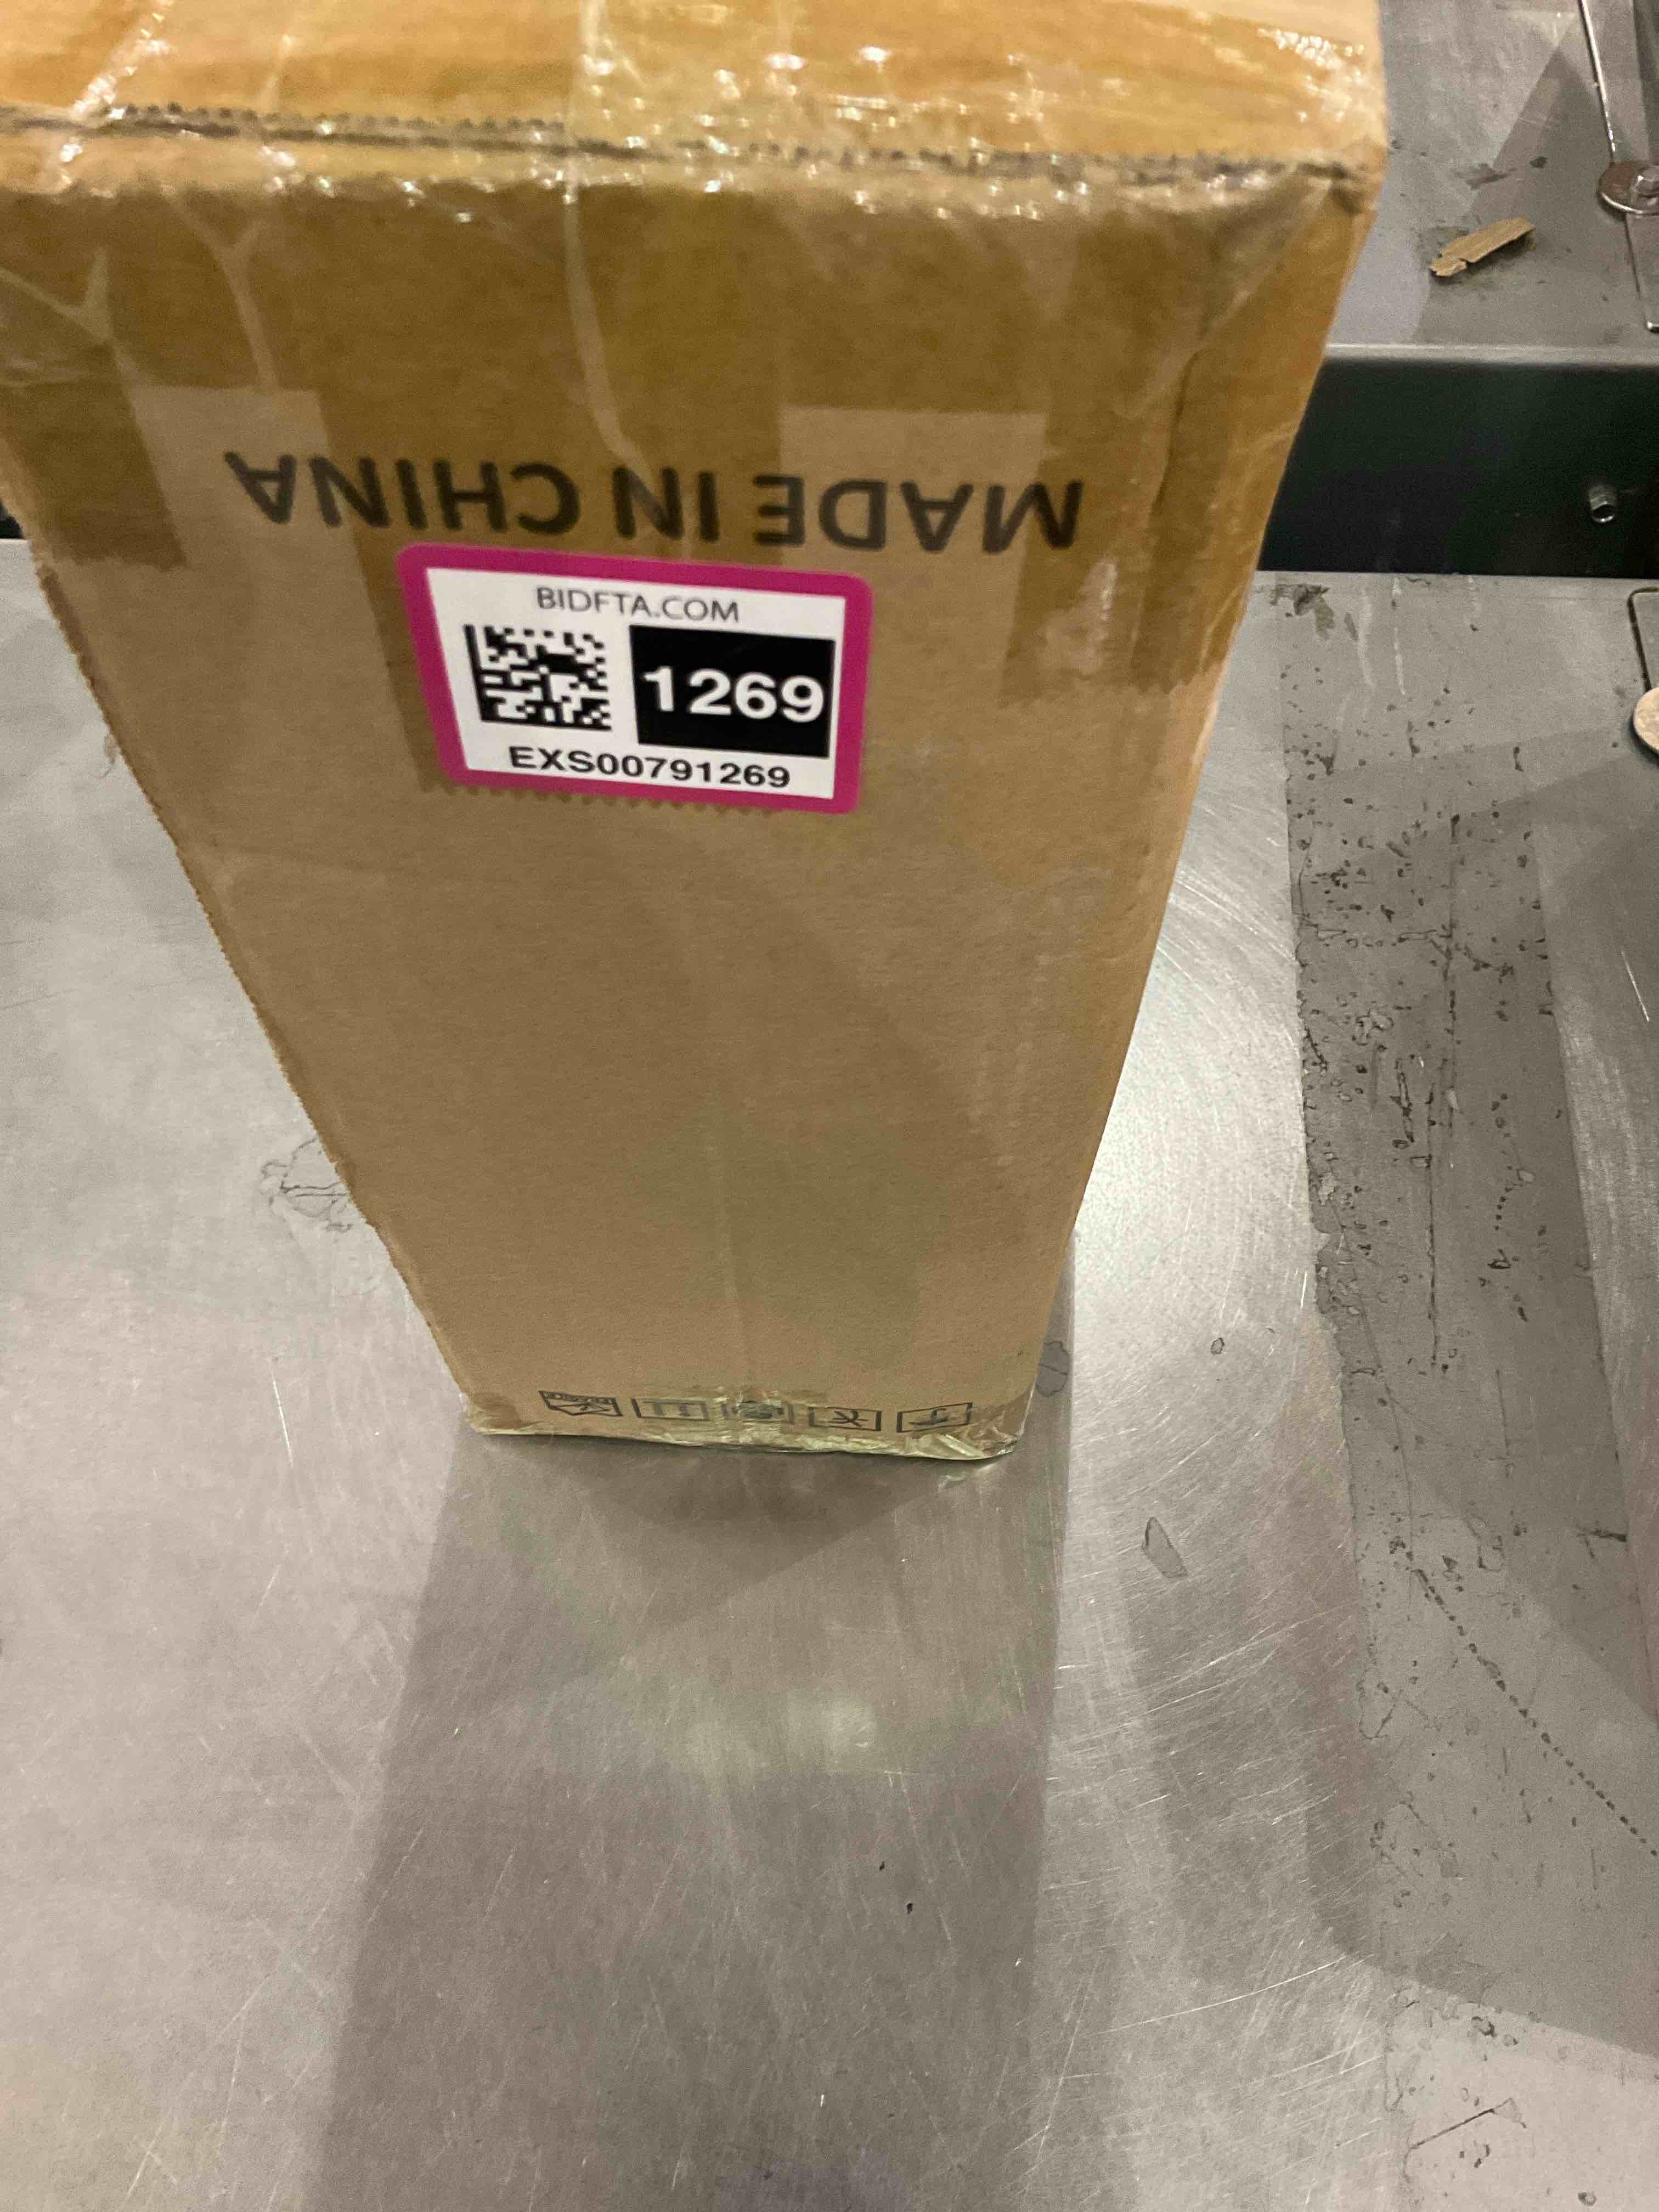 MADE IN CHINA
BIDFTA.COM
1269
EXS00791269